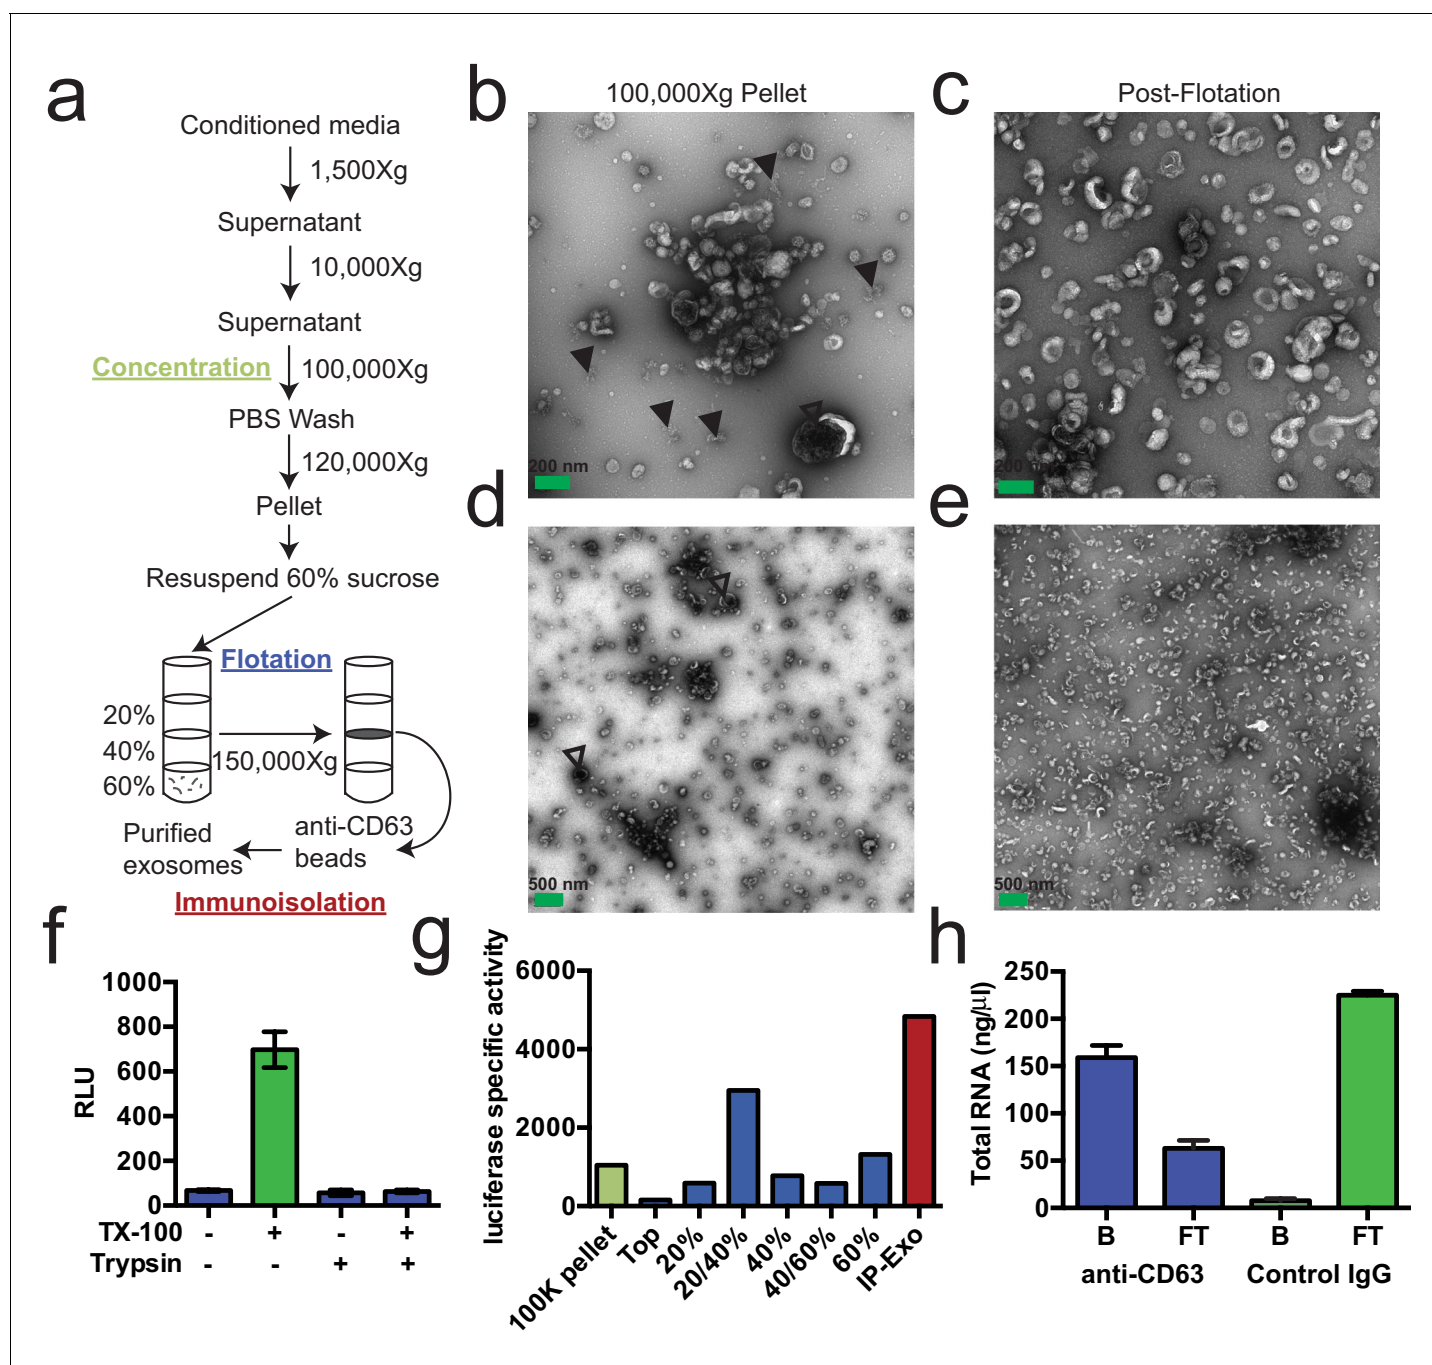 a
Conditioned media
1,500Xg
Supernatant
10,000Xg
Supernatant
Concentration
100,000Xg
PBS Wash
120,000Xg
Pellet
Resuspend 60% sucrose
Flotation
20%
40%
60%
150,000Xg
anti-CD63
beads
Purified
exosomes
Immunoisolation
b
100,000Xg Pellet
200 nm
c
Post-Flotation
200 nm
d
500 nm
e
500 nm
f
RLU
1000
800
600
400
200
0
TX-100 - + - +
Trypsin - - + +
g
luciferase specific activity
6000
4000
2000
0
100K pellet
Top
20%
20/40%
40%
40/60%
60%
IP-Exo
h
Total RNA (ng/μl)
250
200
150
100
50
0
B FT B FT
anti-CD63 Control IgG